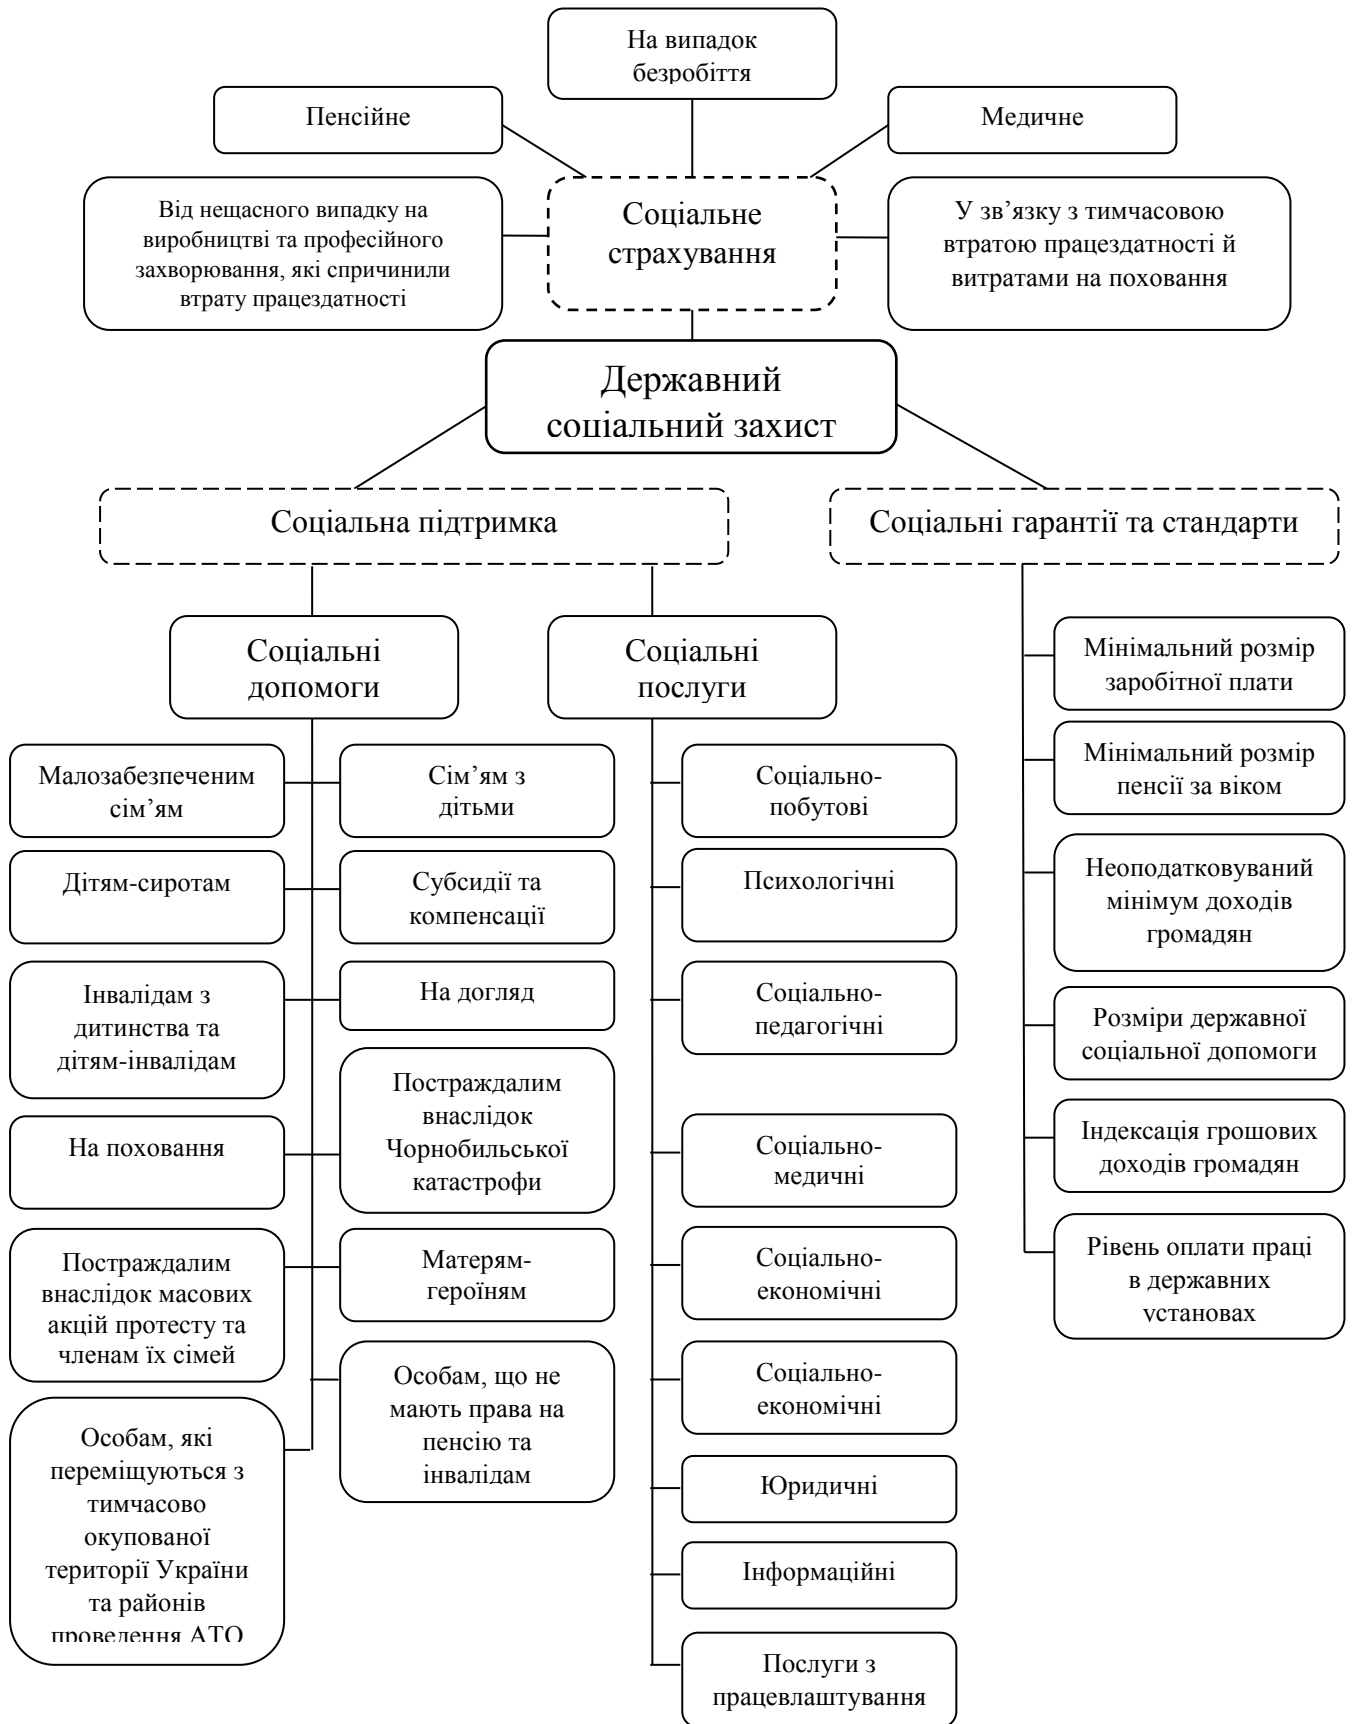 На випадок
безробіття
Пенсійне
Медичне
Від нещасного випадку на
виробництві та професійного
захворювання, які спричинили
втрату працездатності
Соціальне
страхування
У зв’язку з тимчасовою
втратою працездатності й
витратами на поховання
Державний
соціальний захист
Соціальна підтримка
Соціальні гарантії та стандарти
Соціальні
допомоги
Соціальні
послуги
Малозабезпеченим
сім’ям
Сім’ям з
дітьми
Дітям-сиротам
Субсидії та
компенсації
Інвалідам з
дитинства та
дітям-інвалідам
На догляд
На поховання
Постраждалим
внаслідок
Чорнобильської
катастрофи
Постраждалим
внаслідок масових
акцій протесту та
членам їх сімей
Матерям-
героїням
Особам, які
переміщуються з
тимчасово
окупованої
території України
та районів
проведення АТО
Особам, що не
мають права на
пенсію та
інвалідам
Соціально-
побутові
Психологічні
Соціально-
педагогічні
Соціально-
медичні
Соціально-
економічні
Соціально-
економічні
Юридичні
Інформаційні
Послуги з
працевлаштування
Мінімальний розмір
заробітної плати
Мінімальний розмір
пенсії за віком
Неоподатковуваний
мінімум доходів
громадян
Розміри державної
соціальної допомоги
Індексація грошових
доходів громадян
Рівень оплати праці
в державних
установах